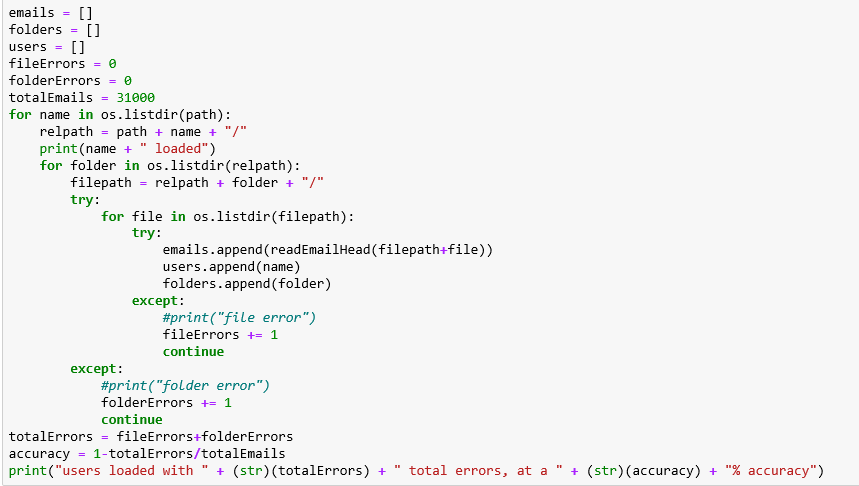 emails = []
folders = []
users = []
fileErrors = 0
folderErrors = 0
totalEmails = 31000
for name in os.listdir(path):
    relpath = path + name + "/"
    print(name + " loaded")
    for folder in os.listdir(relpath):
        filepath = relpath + folder + "/"
        try:
            for file in os.listdir(filepath):
                try:
                    emails.append(readEmailHead(filepath+file))
                    users.append(name)
                    folders.append(folder)
                except:
                    #print("file error")
                    fileErrors += 1
                    continue
        except:
            #print("folder error")
            folderErrors += 1
            continue
totalErrors = fileErrors+folderErrors
accuracy = 1-totalErrors/totalEmails
print("users loaded with " + (str)(totalErrors) + " total errors, at a " + (str)(accuracy) + "% accuracy")